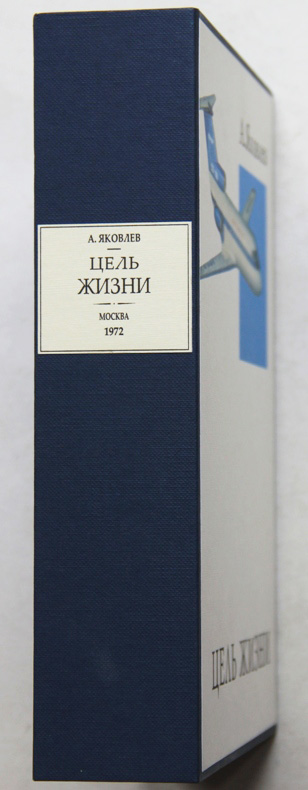 А. ЯКОВЛЕВ
ЦЕЛЬ
ЖИЗНИ
МОСКВА
1972
А.Яковлев
ЦЕЛЬ ЖИЗНИ